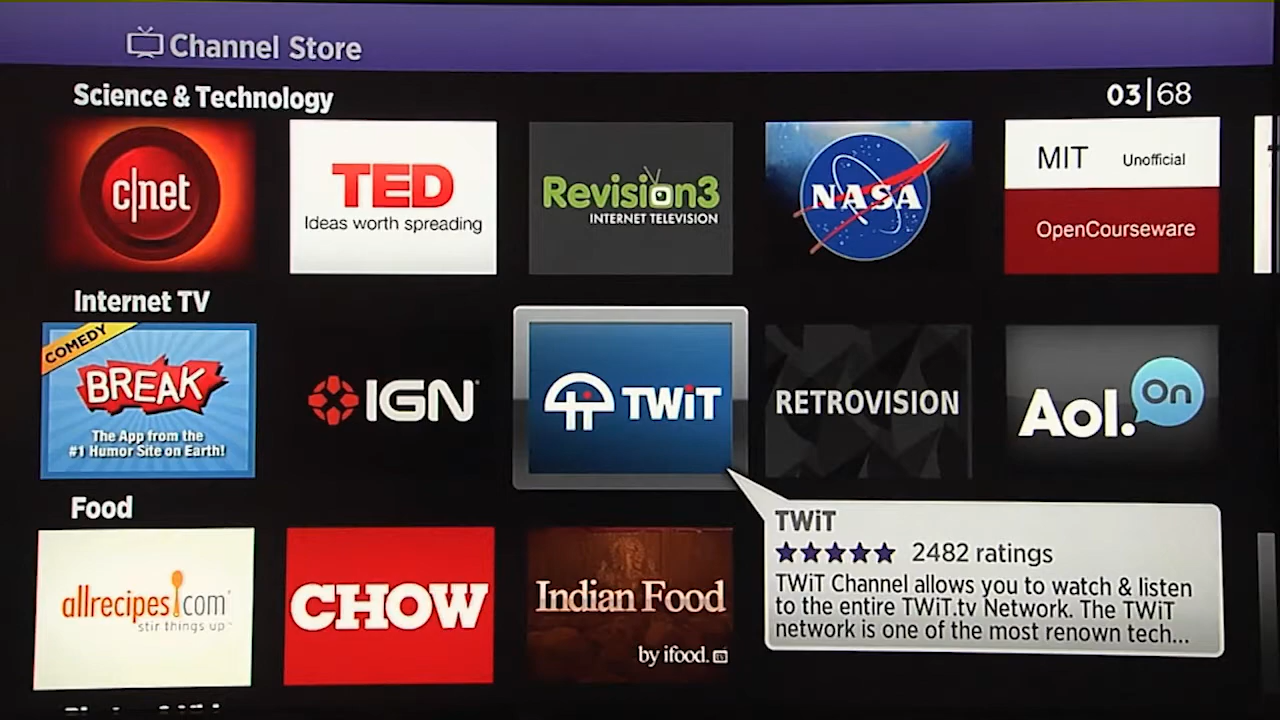 Channel Store
Science & Technology
03|68
c|net
TED
Ideas worth spreading
Revision3
INTERNET TELEVISION
NASA
MIT Unofficial
OpenCourseware
Internet TV
COMEDY
BREAK
The App from the
#1 Humor Site on Earth!
IGN
TWiT
RETROVISION
Aol. On
Food
allrecipes.com
stir things up
CHOW
Indian Food
by ifood.tv
TWiT
2482 ratings
TWiT Channel allows you to watch & listen
to the entire TWiT.tv Network. The TWiT
network is one of the most renown tech...